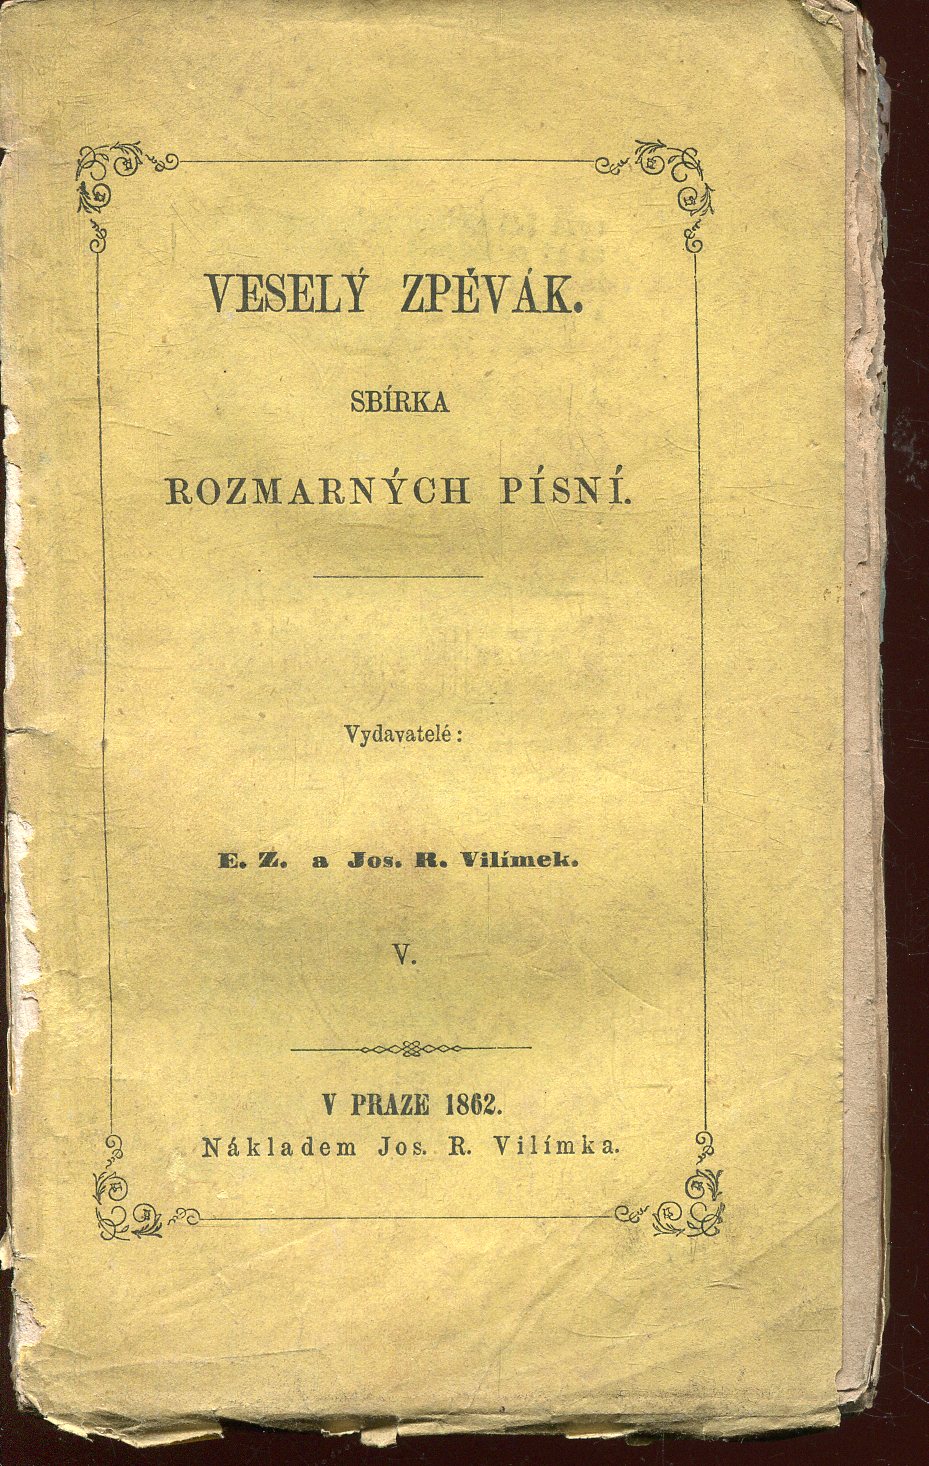 VESELÝ ZPĚVÁK.
SBÍRKA
ROZMARNÝCH PÍSNÍ.
Vydavatelé:
E. Z. a Jos. R. Vilímek.
V.
V PRAZE 1862.
Nákladem Jos. R. Vilímka.